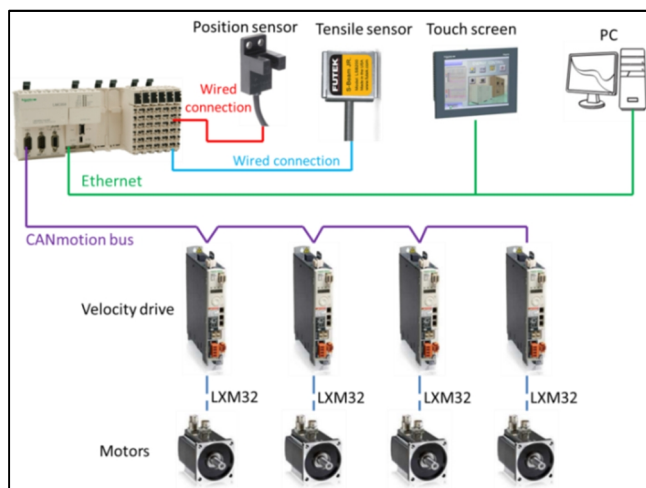 Position sensor
Tensile sensor
Touch screen
PC
FUTEK
Wired
connection
Wired connection
Ethernet
CANmotion bus
Velocity drive
LXM32
LXM32
LXM32
LXM32
Motors